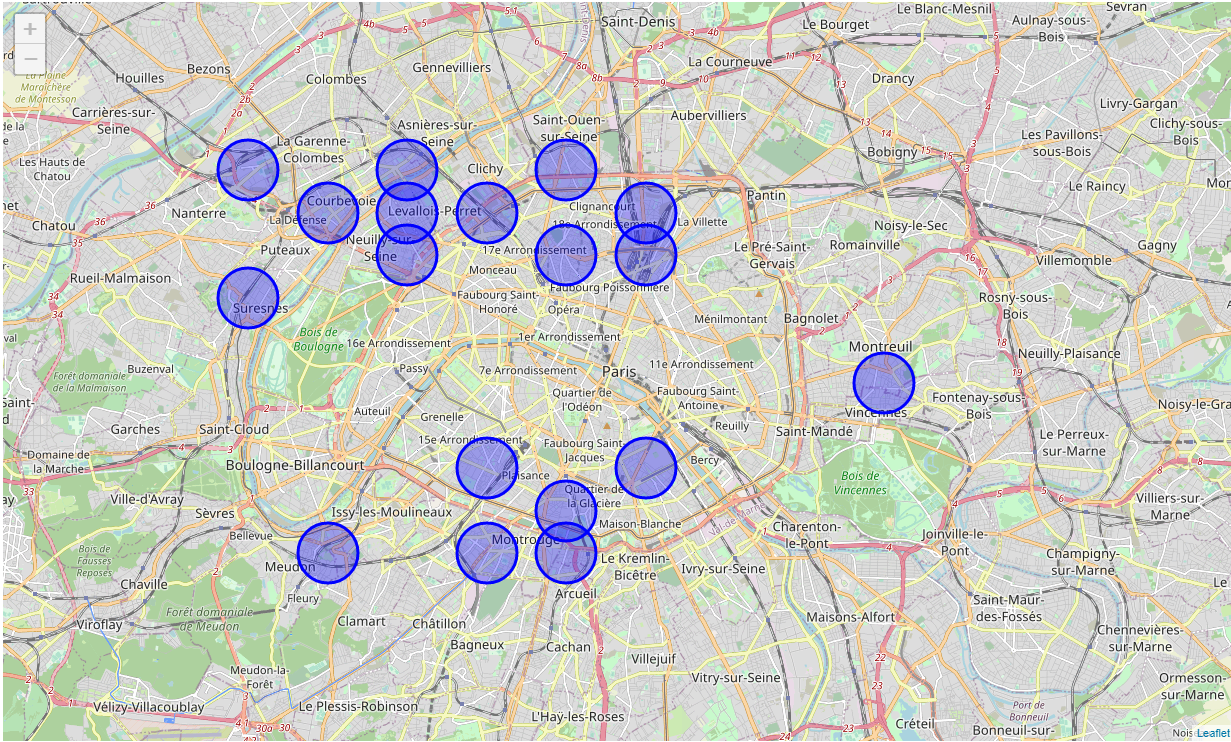 Sevran
Le Blanc-Mesnil
Saint-Denis
Le Bourget
Aulnay-sous-
Bois
5.1
4b
4b
3
+
−
La Plaine
Maraîchère
de Montesson
Houilles
Bezons
Colombes
Gennevilliers
La Courneuve
Drancy
Carrières-sur-
Seine
Asnières-sur-
Seine
Saint-Ouen-
sur-Seine
Aubervilliers
Livry-Gargan
Clichy-sous-
Bois
Les Hauts de
Chatou
La Garenne-
Colombes
Clichy
Bobigny
Les Pavillons-
sous-Bois
Le Raincy
Nanterre
Courbevoie
La Défense
Levallois-Perret
Clignancourt
18e Arrondissement
La Villette
Pantin
Noisy-le-Sec
Chatou
Puteaux
Neuilly-sur-
Seine
17e Arrondissement
Monceau
Le Pré-Saint-
Gervais
Romainville
Gagny
Villemomble
Rueil-Malmaison
Suresnes
Faubourg Saint-
Honoré
Faubourg Poissonnière
Opéra
Ménilmontant
Bagnolet
Rosny-sous-
Bois
Bois de
Boulogne
16e Arrondissement
1er Arrondissement
Montreuil
Neuilly-Plaisance
Buzenval
Forêt domaniale
de la Malmaison
Passy
7e Arrondissement
Paris
11e Arrondissement
Quartier de
l'Odéon
Faubourg Saint-
Antoine
Fontenay-sous-
Bois
Auteuil
Grenelle
Reuilly
Vincennes
Saint-Mandé
Garches
Saint-Cloud
15e Arrondissement
Faubourg Saint-
Jacques
Le Perreux-
sur-Marne
Domaine de
la Marche
Boulogne-Billancourt
Plaisance
Bercy
Bois de
Vincennes
Ville-d'Avray
Sèvres
Issy-les-Moulineaux
Quartier de
la Glacière
Maison-Blanche
Villiers-sur-
Marne
Bellevue
Montrouge
Charenton-
le-Pont
Joinville-le-
Pont
Bois de
Fausses
Reposes
Meudon
Le Kremlin-
Bicêtre
Ivry-sur-Seine
Champigny-
sur-Marne
Chaville
Fleury
Arcueil
Saint-Maur-
des-Fossés
Forêt domaniale
de Meudon
Viroflay
Clamart
Châtillon
Maisons-Alfort
Chennevières-
sur-Marne
Bagneux
Cachan
Villejuif
Meudon-la-
Forêt
Vitry-sur-Seine
Ormesson-
sur-Marne
Vélizy-Villacoublay
Le Plessis-Robinson
L'Haÿ-les-Roses
Créteil
Port de
Bonneuil
Bonneuil-sur-
Leaflet